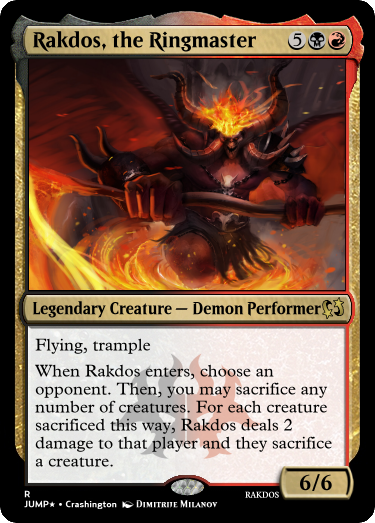 Rakdos, the Ringmaster 5
Legendary Creature — Demon Performer
Flying, trample
When Rakdos enters, choose an
opponent. Then, you may sacrifice any
number of creatures. For each creature
sacrificed this way, Rakdos deals 2
damage to that player and they sacrifice
a creature.
6/6
R
JUMP★ • Crashington Dimitrije Milanov
RAKDOS